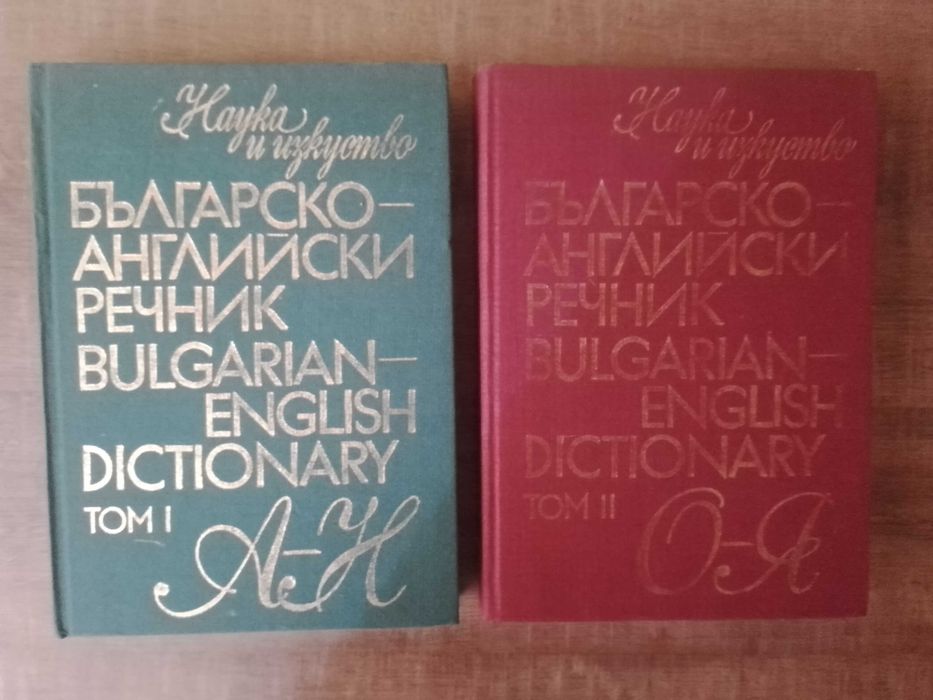 Наука
и изкуство
БЪЛГАРСКО–
АНГЛИЙСКИ
РЕЧНИК
BULGARIAN–
ENGLISH
DICTIONARY
ТОМ I
А–Н
Наука
и изкуство
БЪЛГАРСКО–
АНГЛИЙСКИ
РЕЧНИК
BULGARIAN–
ENGLISH
DICTIONARY
ТОМ II
О–Я